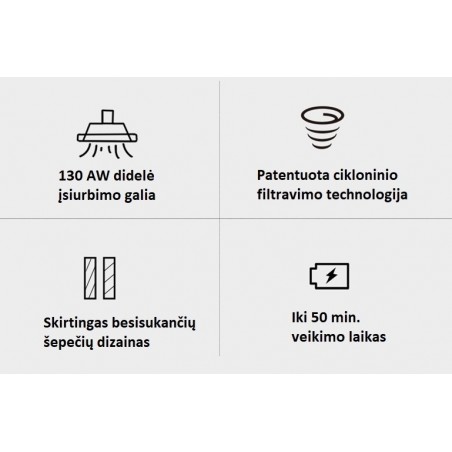 130 AW didelė
įsiurbimo galia
Patentuota cikloninio
filtravimo technologija
Skirtingas besisukančių
šepečių dizainas
Iki 50 min.
veikimo laikas